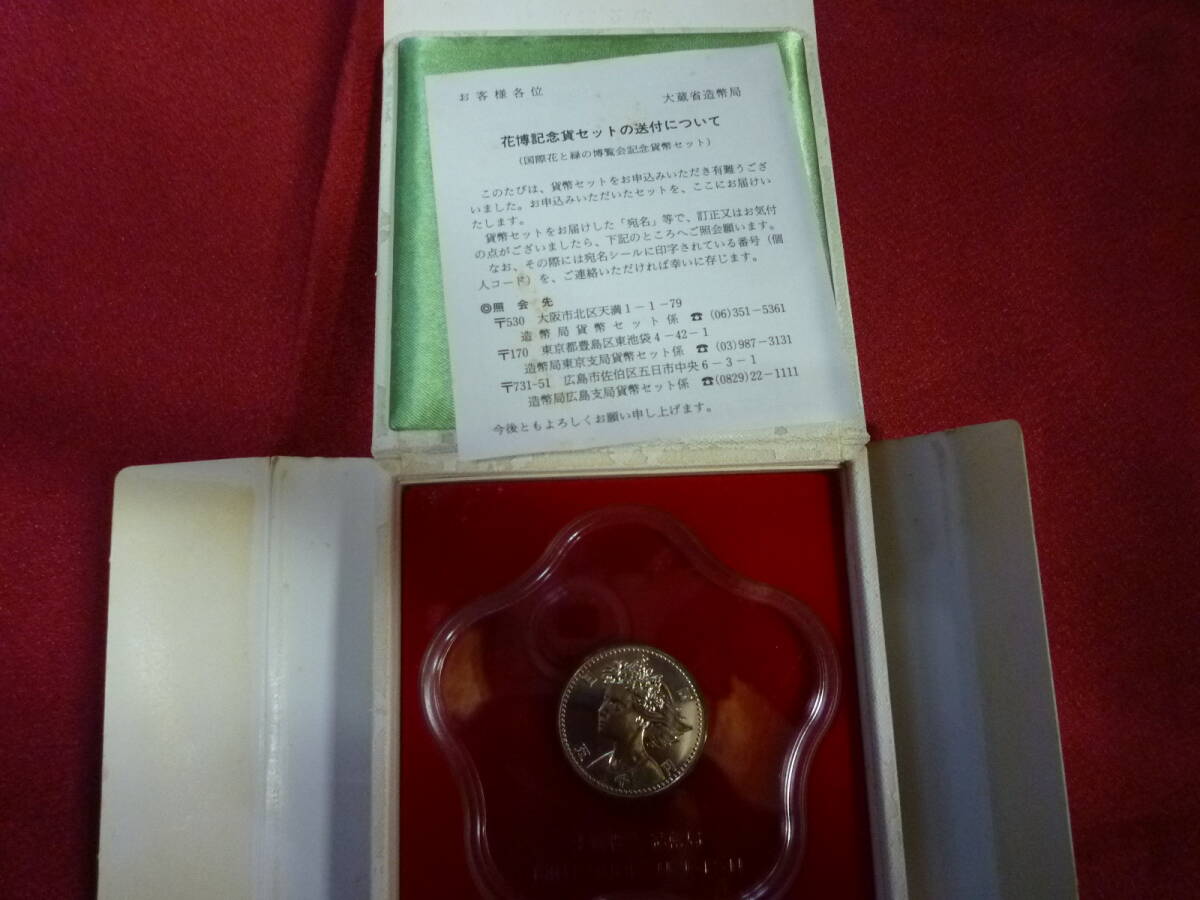 お客様各位
大蔵省造幣局
花博記念貨セットの送付について
（国際花と緑の博覧会記念貨幣セット）
このたびは、貨幣セットをお申込みいただき有難うござ
いました。お申込みいただいたセットを、ここにお届けい
たします。
貨幣セットをお届けした「宛名」等で、訂正又はお気付
の点がございましたら、下記のところへご照会願います。
なお、その際には宛名シールに印字されている番号（個
人コード）を、ご連絡いただければ幸いに存じます。
◎照会先
〒530 大阪市北区天満1－1－79
造幣局貨幣セット係 ☎(06)351－5361
〒170 東京都豊島区東池袋4－42－1
造幣局東京支局貨幣セット係 ☎(03)987－3131
〒731-51 広島市佐伯区五日市中央6－3－1
造幣局広島支局貨幣セット係 ☎(0829)22－1111
今後ともよろしくお願い申し上げます。
五千円